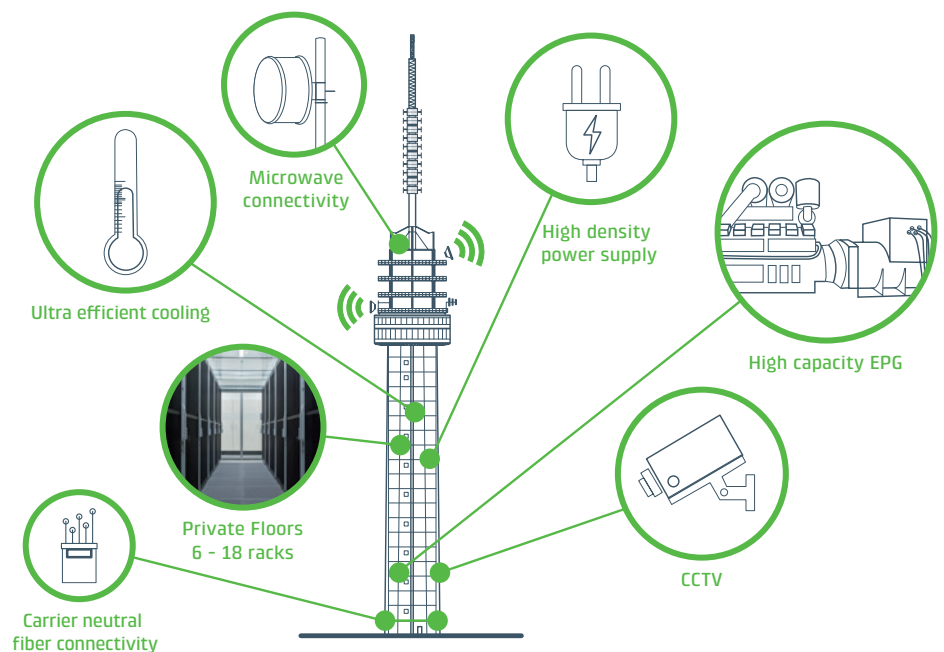 Microwave
connectivity
High density
power supply
Ultra efficient cooling
High capacity EPG
Private Floors
6 - 18 racks
CCTV
Carrier neutral
fiber connectivity